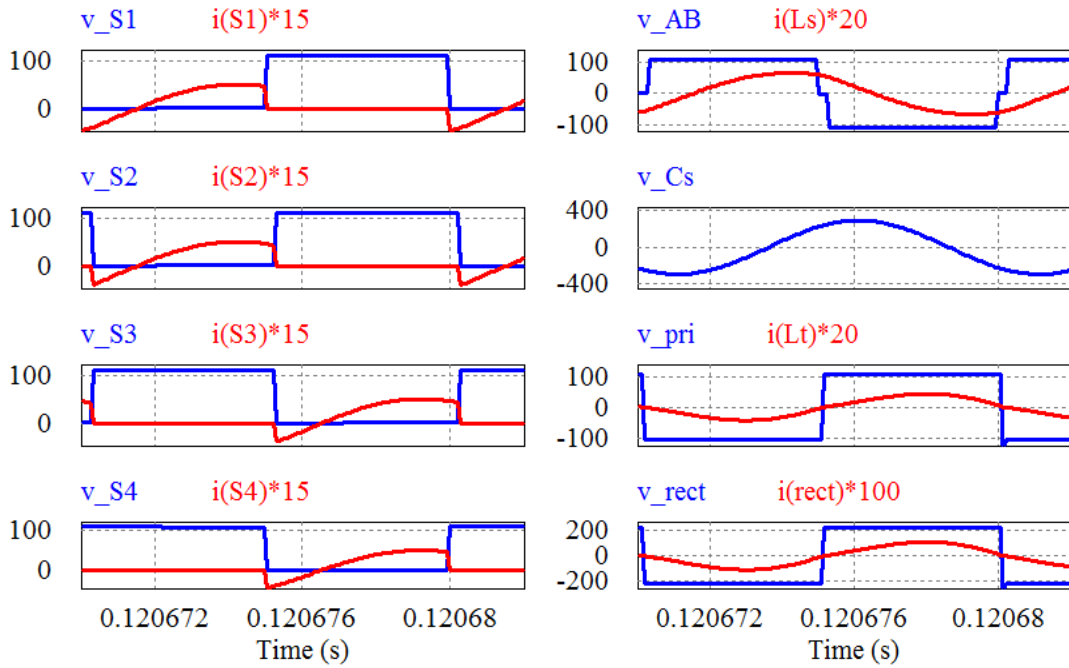 v_S1 i(S1)*15
100
0
v_S2 i(S2)*15
100
0
v_S3 i(S3)*15
100
0
v_S4 i(S4)*15
100
0
0.120672 0.120676 0.12068
Time (s)
v_AB i(Ls)*20
100
0
-100
v_Cs
400
0
-400
v_pri i(Lt)*20
100
0
-100
v_rect i(rect)*100
200
0
-200
0.120672 0.120676 0.12068
Time (s)